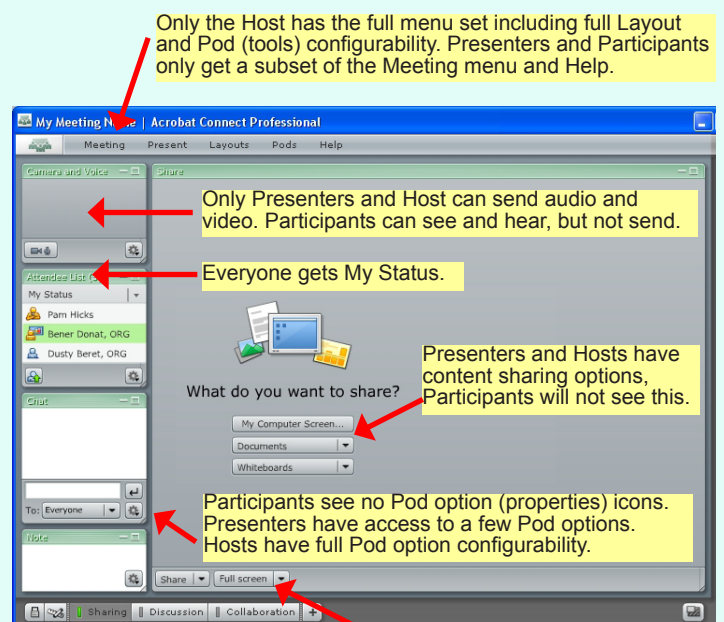 Only the Host has the full menu set including full Layout
and Pod (tools) configurability. Presenters and Participants
only get a subset of the Meeting menu and Help.
My Meeting | Acrobat Connect Professional
Meeting Present Layouts Pods Help
Camera and Voice
Share
Only Presenters and Host can send audio and
video. Participants can see and hear, but not send.
Attendee List
Everyone gets My Status.
My Status
Pam Hicks
Bener Donat, ORG
Dusty Beret, ORG
Presenters and Hosts have
content sharing options,
Participants will not see this.
What do you want to share?
Chat
My Computer Screen...
Documents
Whiteboards
To: Everyone
Participants see no Pod option (properties) icons.
Presenters have access to a few Pod options.
Hosts have full Pod option configurability.
Note
Share Full screen
Sharing Discussion Collaboration +